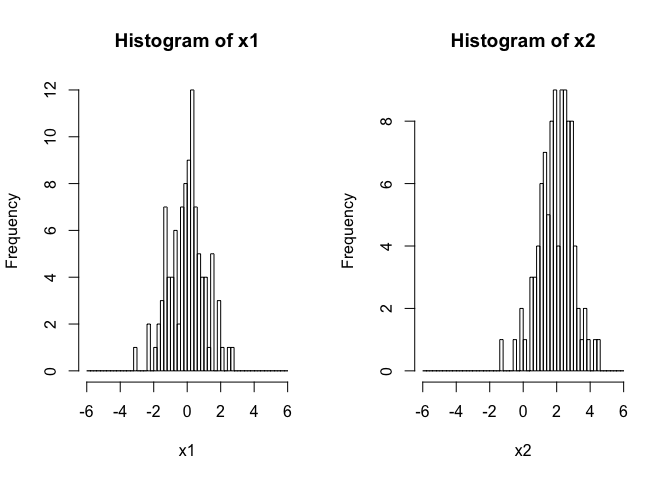 Histogram of x1
Frequency
0 2 4 6 8 10 12
-6 -4 -2 0 2 4 6
x1
Histogram of x2
Frequency
0 2 4 6 8
-6 -4 -2 0 2 4 6
x2